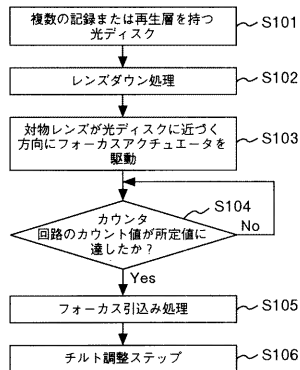 複数の記録または再生層を持つ
光ディスク
S101
レンズダウン処理
S102
対物レンズが光ディスクに近づく
方向にフォーカスアクチュエータを
駆動
S103
カウンタ
回路のカウント値が所定値に
達したか?
S104
No
Yes
フォーカス引込み処理
S105
チルト調整ステップ
S106